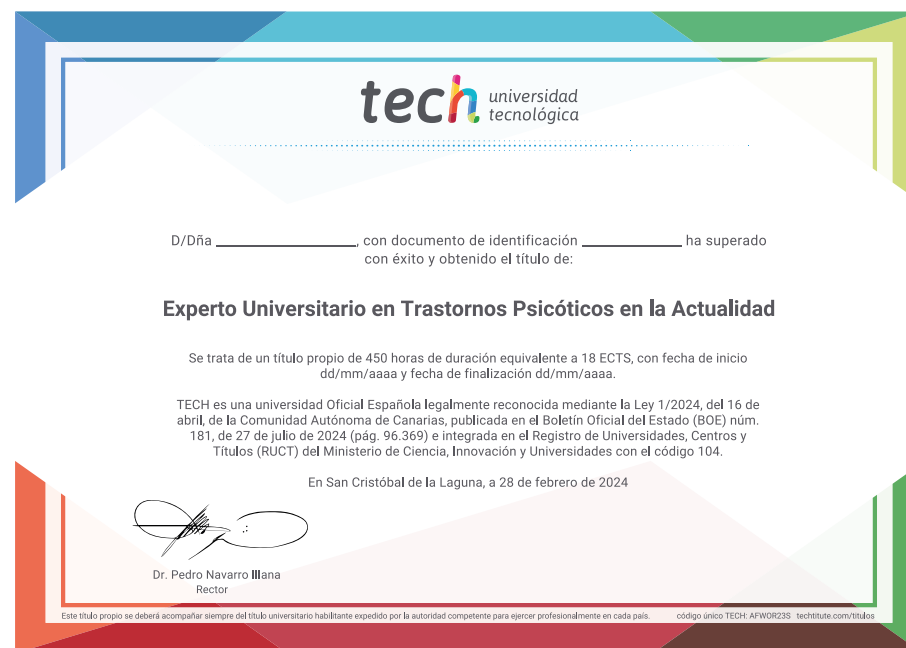 tech universidad
tecnológica
D/Dña ________________, con documento de identificación ____________ ha superado
con éxito y obtenido el título de:
Experto Universitario en Trastornos Psicóticos en la Actualidad
Se trata de un título propio de 450 horas de duración equivalente a 18 ECTS, con fecha de inicio
dd/mm/aaaa y fecha de finalización dd/mm/aaaa.
TECH es una universidad Oficial Española legalmente reconocida mediante la Ley 1/2024, del 16 de
abril, de la Comunidad Autónoma de Canarias, publicada en el Boletín Oficial del Estado (BOE) núm.
181, de 27 de julio de 2024 (pág. 96.369) e integrada en el Registro de Universidades, Centros y
Títulos (RUCT) del Ministerio de Ciencia, Innovación y Universidades con el código 104.
En San Cristóbal de la Laguna, a 28 de febrero de 2024
Dr. Pedro Navarro Illana
Rector
Este título propio se deberá acompañar siempre del título universitario habilitante expedido por la autoridad competente para ejercer profesionalmente en cada país. código único TECH: AFWOR23S techtitute.com/titulos